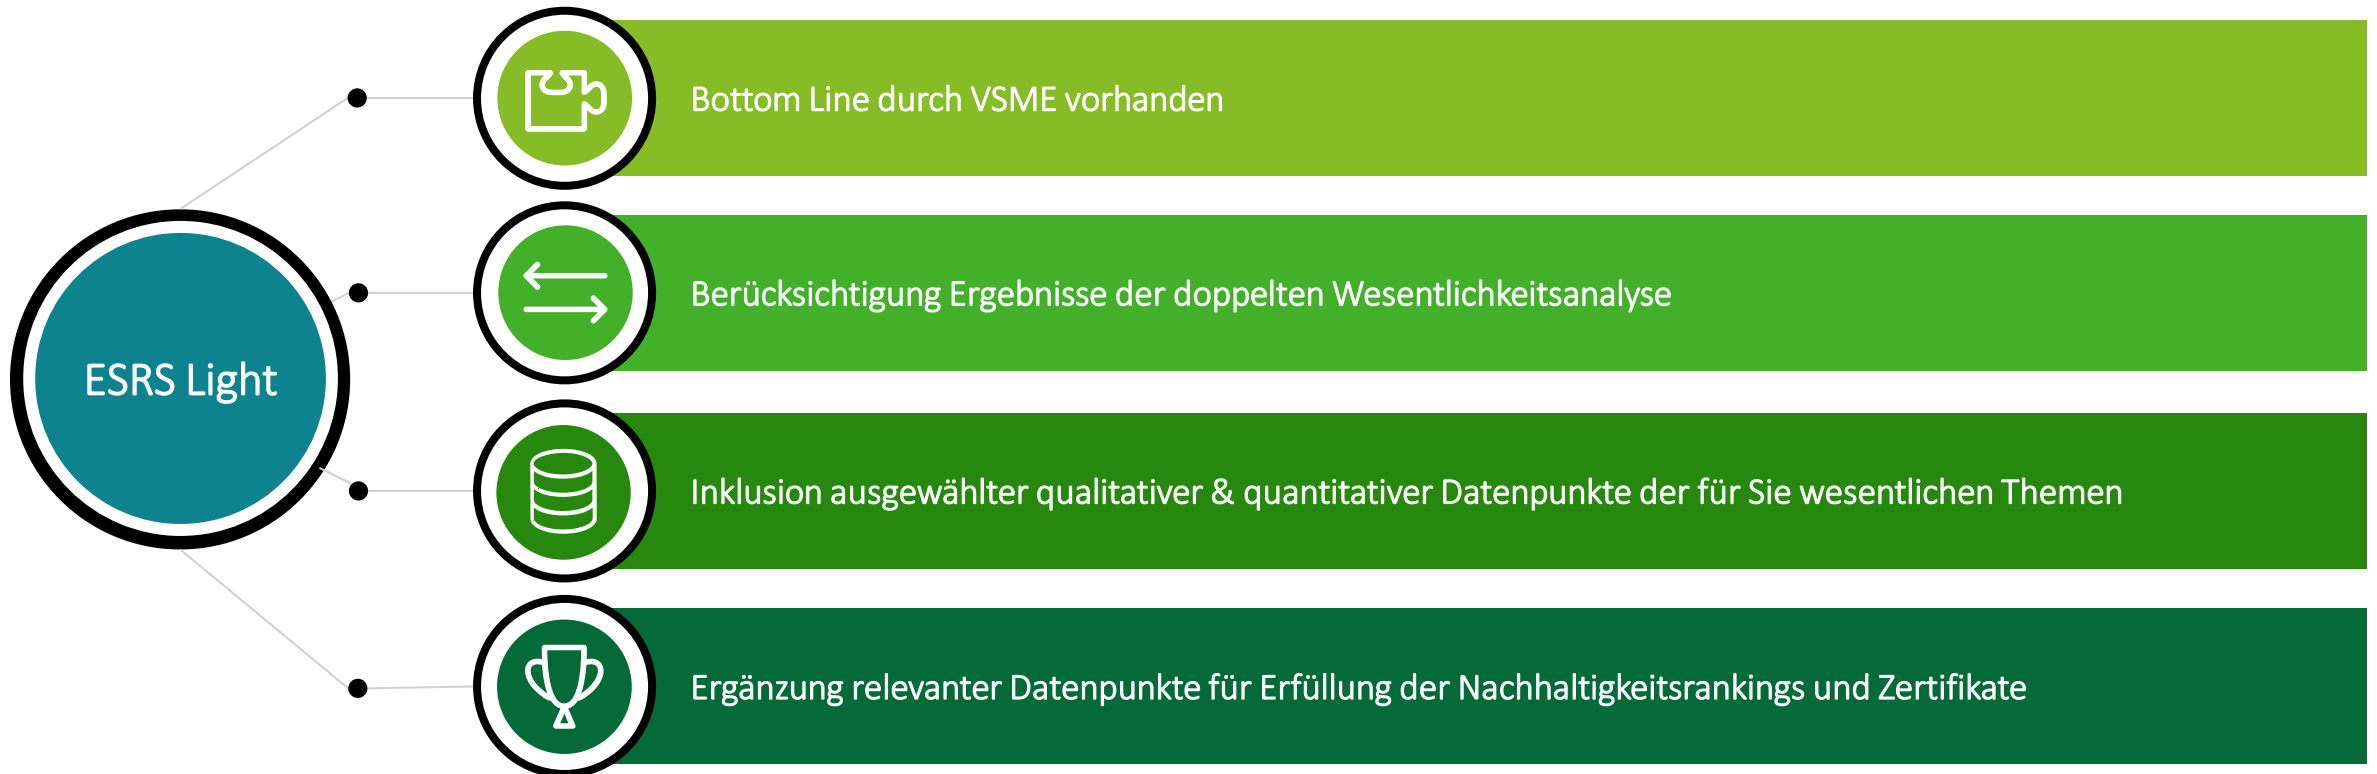 Bottom Line durch VSME vorhanden
Berücksichtigung Ergebnisse der doppelten Wesentlichkeitsanalyse
ESRS Light
Inklusion ausgewählter qualitativer & quantitativer Datenpunkte der für Sie wesentlichen Themen
Ergänzung relevanter Datenpunkte für Erfüllung der Nachhaltigkeitsrankings und Zertifikate